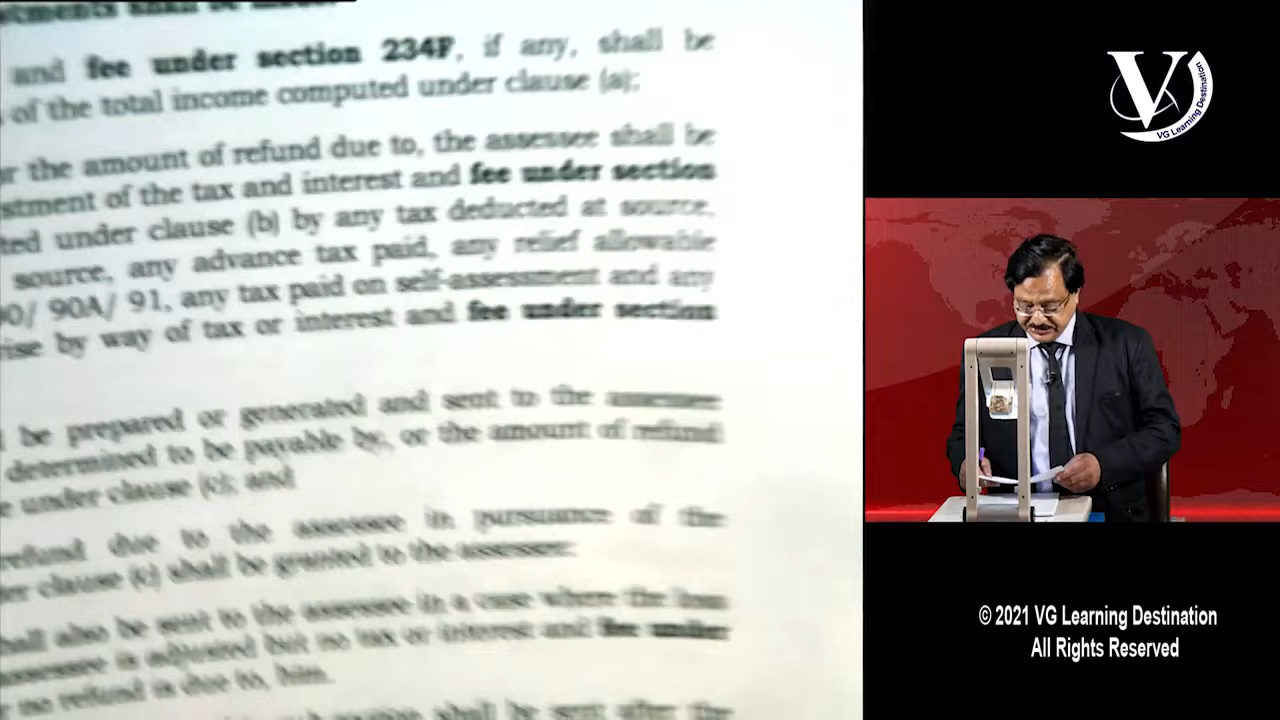 and fee under section 234F, if any, shall be
of the total income computed under clause (a);
the amount of refund due to, the assessee shall be
of the tax and interest and fee under section
under clause (b) by any tax deducted at source,
source, any advance tax paid, any relief allowable
90A/ 91, any tax paid on self-assessment and any
by way of tax or interest and fee under section
be prepared or generated and sent to the assessee
determined to be payable by, or the amount of refund
under clause (c); and
refund due to the assessee in pursuance of the
clause (c) shall be granted to the assessee:
also be sent to the assessee in a case where the loss
is adjusted but no tax or interest and fee under
no refund is due to, him.
shall be sent after the
V
VG Learning Destination
© 2021 VG Learning Destination
All Rights Reserved